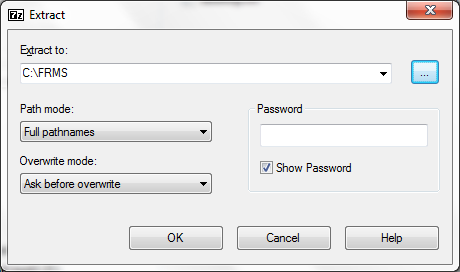 7z Extract
Extract to:
C:\FRMS
...
Path mode:
Full pathnames
Password
Overwrite mode:
Show Password
Ask before overwrite
OK Cancel Help